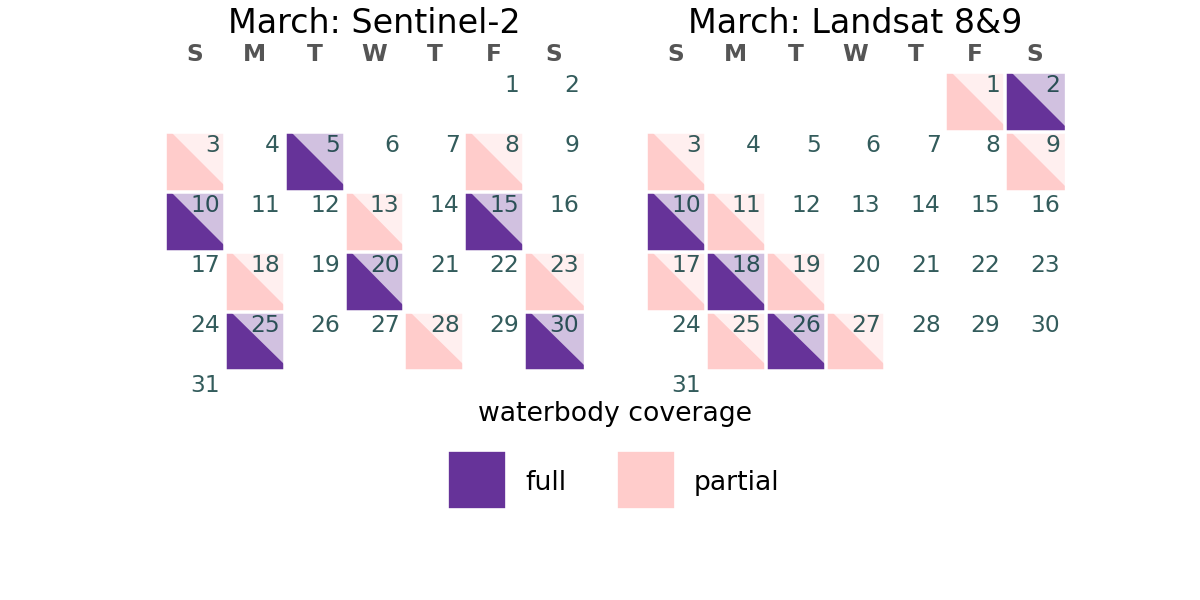 March: Sentinel-2
S M T W T F S
1 2
3 4 5 6 7 8 9
10 11 12 13 14 15 16
17 18 19 20 21 22 23
24 25 26 27 28 29 30
31
March: Landsat 8&9
S M T W T F S
1 2
3 4 5 6 7 8 9
10 11 12 13 14 15 16
17 18 19 20 21 22 23
24 25 26 27 28 29 30
31
waterbody coverage
full
partial